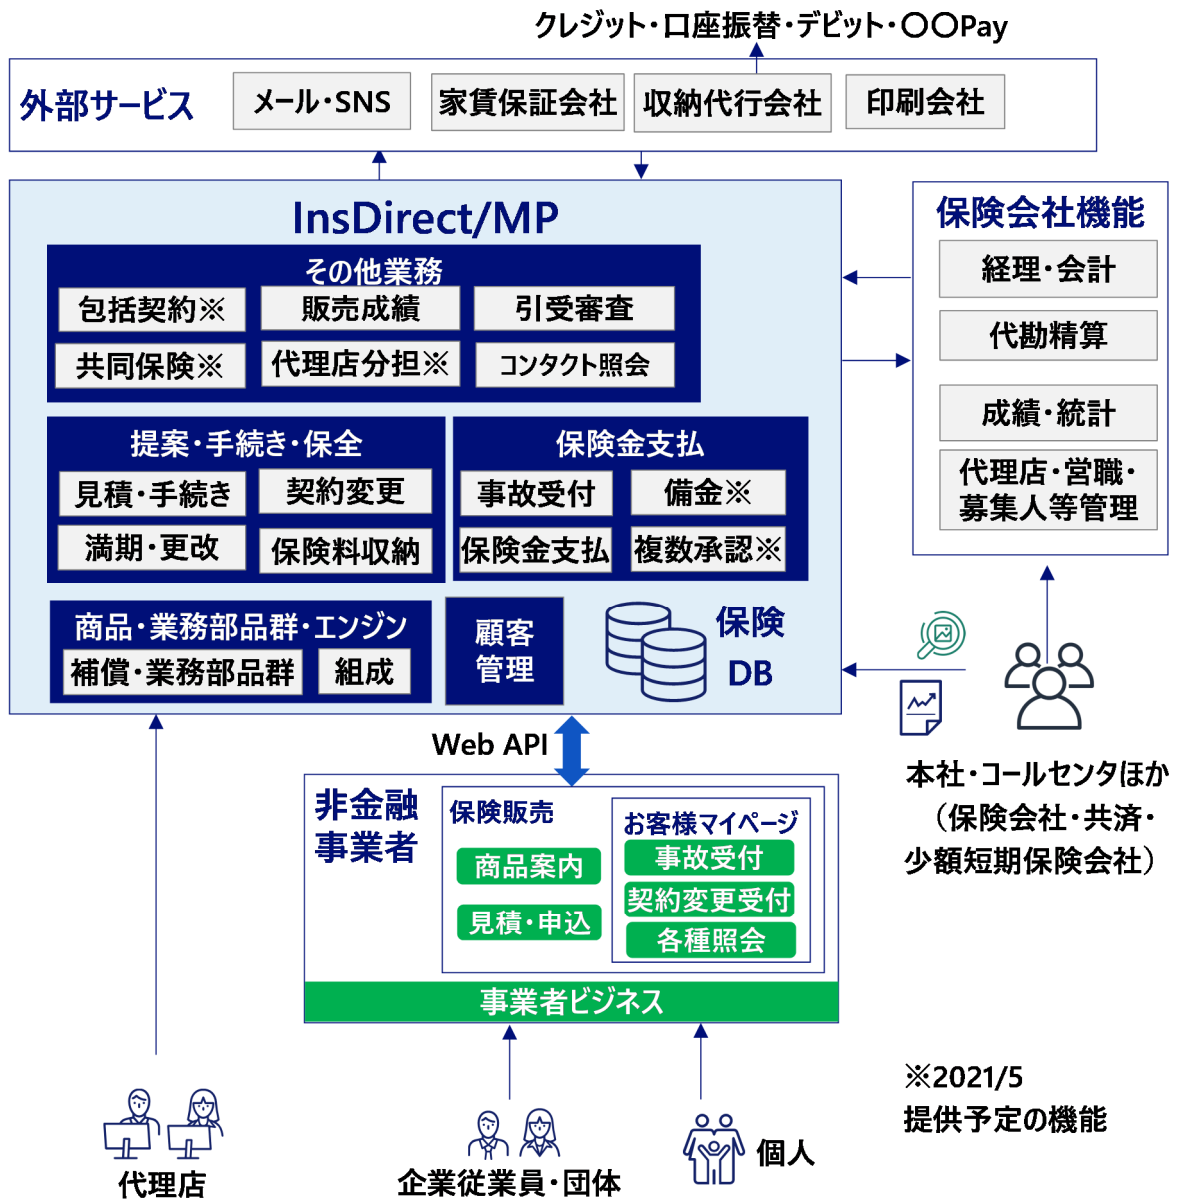 クレジット・口座振替・デビット・〇〇Pay
外部サービス
メール・SNS
家賃保証会社
収納代行会社
印刷会社
InsDirect/MP
その他業務
包括契約※
販売成績
引受審査
共同保険※
代理店分担※
コンタクト照会
提案・手続き・保全
見積・手続き
契約変更
満期・更改
保険料収納
保険金支払
事故受付
備金※
保険金支払
複数承認※
商品・業務部品群・エンジン
補償・業務部品群
組成
顧客
管理
保険
DB
保険会社機能
経理・会計
代勘精算
成績・統計
代理店・営職・
募集人等管理
本社・コールセンタほか
（保険会社・共済・
少額短期保険会社）
Web API
非金融
事業者
保険販売
商品案内
見積・申込
お客様マイページ
事故受付
契約変更受付
各種照会
事業者ビジネス
代理店
企業従業員・団体
個人
※2021/5
提供予定の機能